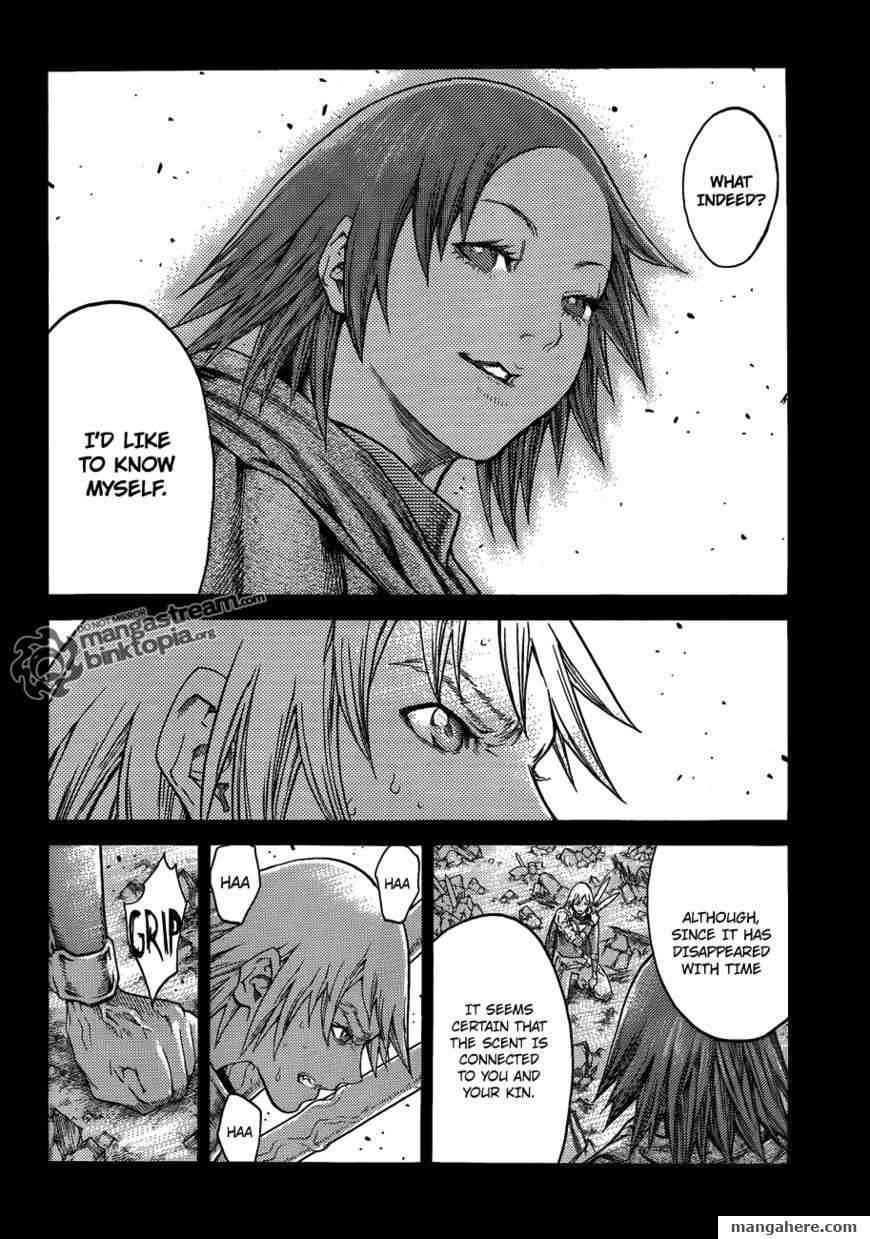 WHAT
INDEED?
I'D LIKE
TO KNOW
MYSELF.
DO NOT MIRROR
mangastream.com
binktopia.org
ALTHOUGH,
SINCE IT HAS
DISAPPEARED
WITH TIME
IT SEEMS
CERTAIN THAT
THE SCENT IS
CONNECTED
TO YOU AND
YOUR KIN.
HAA
HAA
HAA
GRIP
mangahere.com